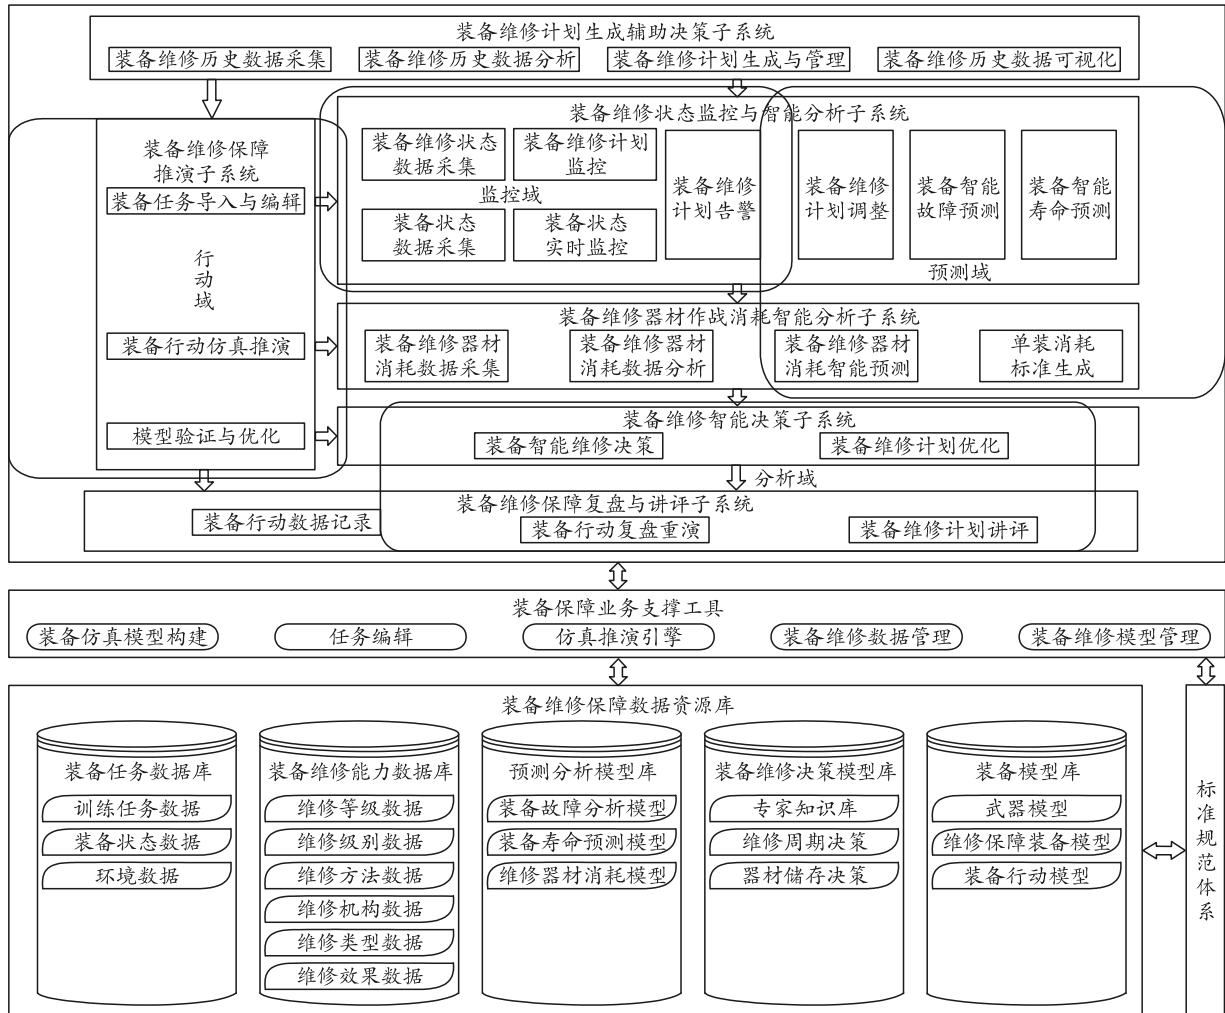 装备维修计划生成辅助决策子系统
装备维修历史数据采集
装备维修历史数据分析
装备维修计划生成与管理
装备维修历史数据可视化
装备维修保障
推演子系统
装备任务导入与编辑
行
动
域
装备行动仿真推演
模型验证与优化
装备维修状态监控与智能分析子系统
装备维修状态
数据采集
装备维修计划
监控
监控域
装备状态
数据采集
装备状态
实时监控
装备维修
计划告警
装备维修
计划调整
装备智能
故障预测
装备智能
寿命预测
预测域
装备维修器材作战消耗智能分析子系统
装备维修器材
消耗数据采集
装备维修器材
消耗数据分析
装备维修器材
消耗智能预测
单装消耗
标准生成
装备维修智能决策子系统
装备智能维修决策
装备维修计划优化
分析域
装备维修保障复盘与讲评子系统
装备行动数据记录
装备行动复盘重演
装备维修计划讲评
装备保障业务支撑工具
装备仿真模型构建
任务编辑
仿真推演引擎
装备维修数据管理
装备维修模型管理
装备维修保障数据资源库
装备任务数据库
训练任务数据
装备状态数据
环境数据
装备维修能力数据库
维修等级数据
维修级别数据
维修方法数据
维修机构数据
维修类型数据
维修效果数据
预测分析模型库
装备故障分析模型
装备寿命预测模型
维修器材消耗模型
装备维修决策模型库
专家知识库
维修周期决策
器材储存决策
装备模型库
武器模型
维修保障装备模型
装备行动模型
标
准
规
范
体
系